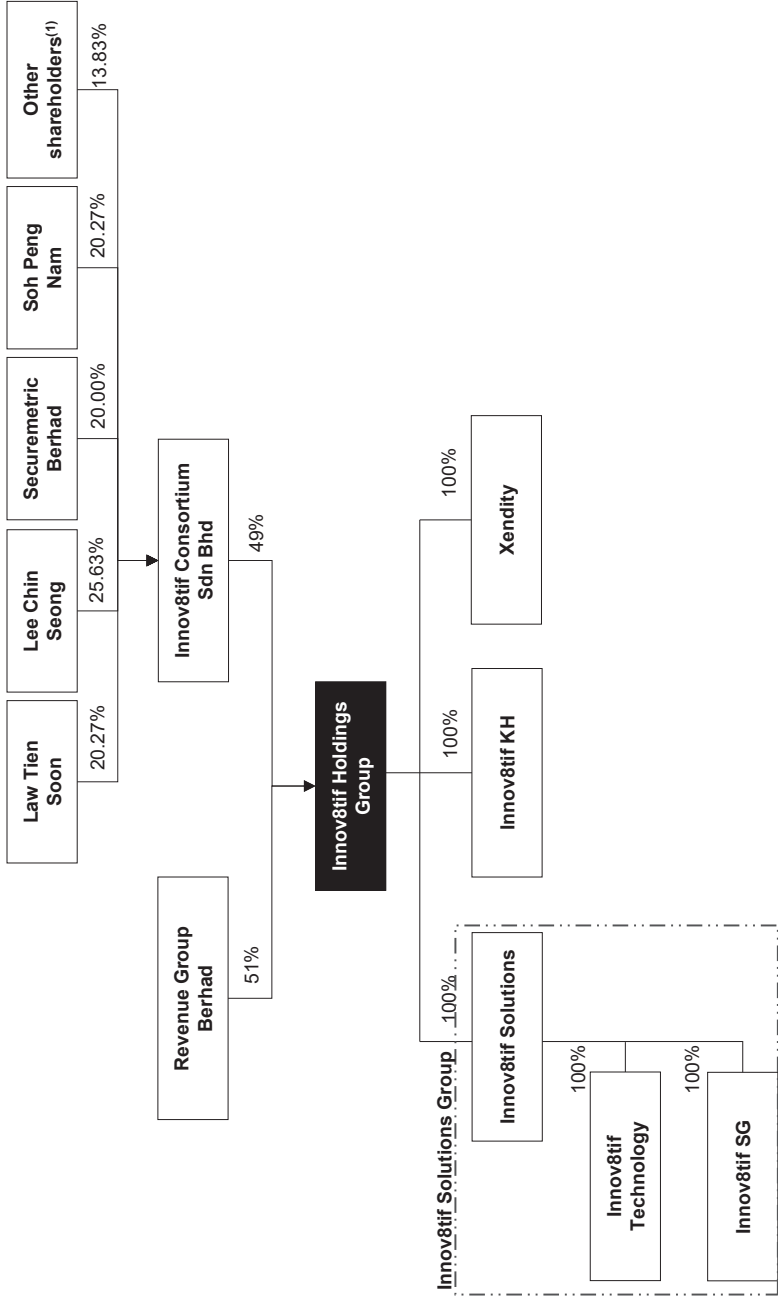 Law Tien
Soon
Lee Chin
Seong
Securemetric
Berhad
Soh Peng
Nam
Other
shareholders(1)
20.27%
25.63%
20.00%
20.27%
13.83%
Revenue Group
Berhad
Innov8tif Consortium
Sdn Bhd
51%
49%
Innov8tif Holdings
Group
Innov8tif Solutions Group
100%
100%
100%
Innov8tif Solutions
Innov8tif KH
Xendity
100%
Innov8tif
Technology
100%
Innov8tif SG